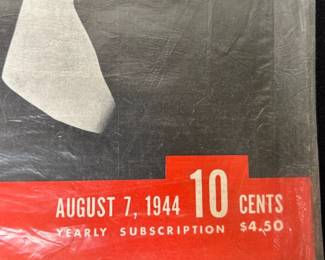 AUGUST 7, 1944 10 CENTS
YEARLY SUBSCRIPTION $4.50